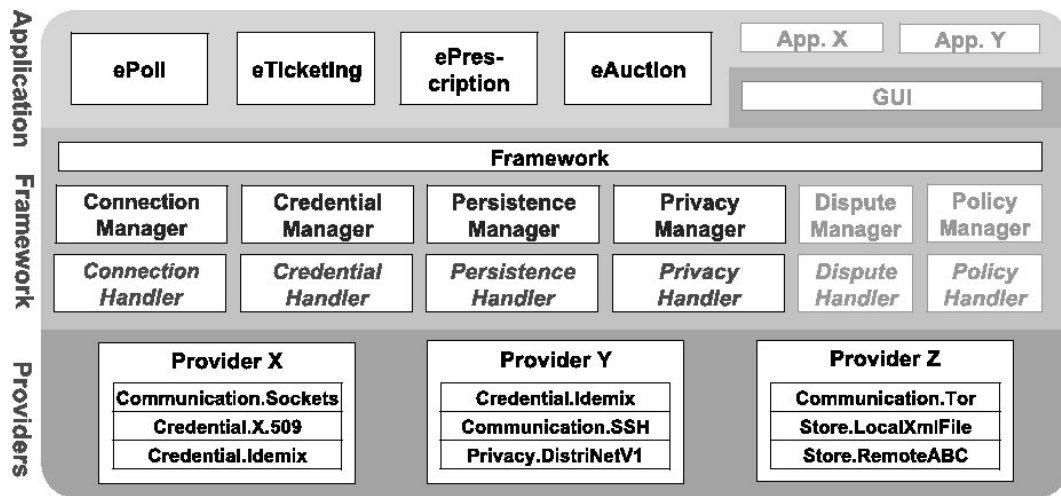 Application
ePoll
eTicketing
ePres-
cription
eAuction
App. X
App. Y
GUI
Framework
Framework
Connection
Manager
Credential
Manager
Persistence
Manager
Privacy
Manager
Dispute
Manager
Policy
Manager
Connection
Handler
Credential
Handler
Persistence
Handler
Privacy
Handler
Dispute
Handler
Policy
Handler
Providers
Provider X
Communication.Sockets
Credential.X.509
Credential.Idemix
Provider Y
Credential.Idemix
Communication.SSH
Privacy.DistriNetV1
Provider Z
Communication.Tor
Store.LocalXmlFile
Store.RemoteABC